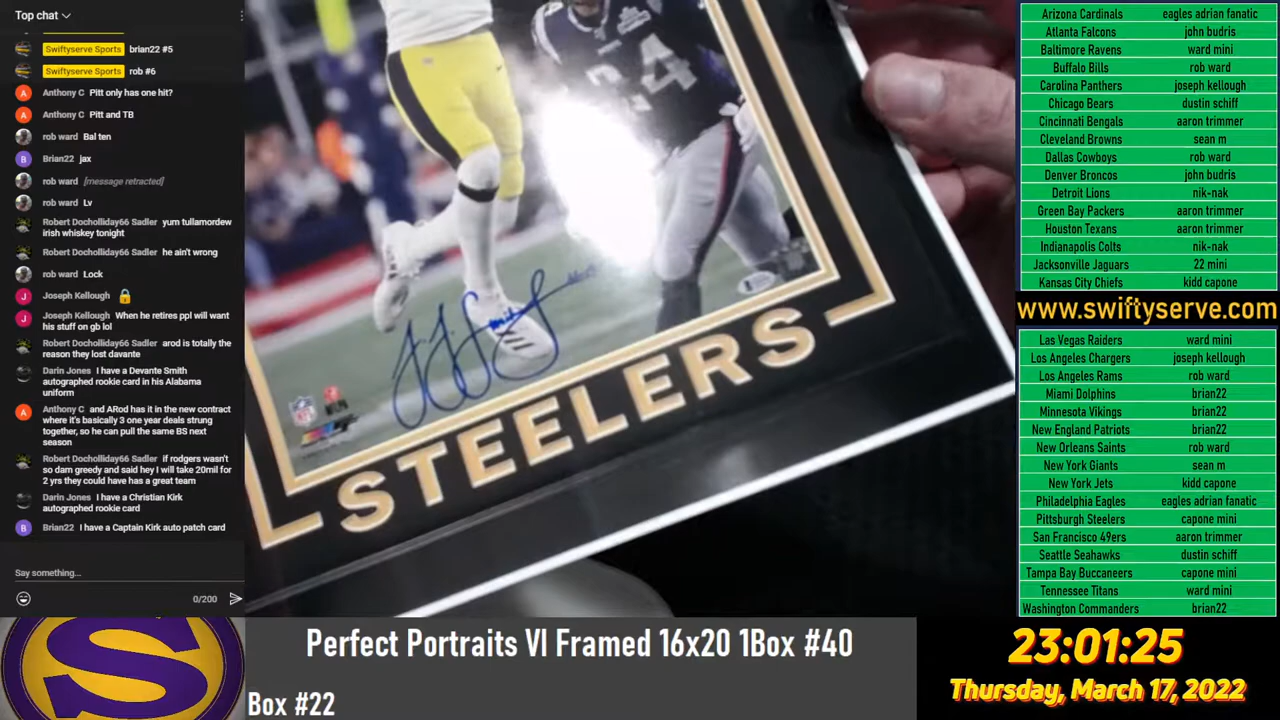 Top chat
Swiftyserve Sports brian22 #5
Swiftyserve Sports rob #6
Anthony C Pitt only has one hit?
Anthony C Pitt and TB
rob ward Bal ten
Brian22 jax
rob ward [message retracted]
rob ward Lv
Robert Docholliday66 Sadler yum tullamordew
irish whiskey tonight
Robert Docholliday66 Sadler he ain't wrong
rob ward Lock
Joseph Kellough 🔒
Joseph Kellough When he retires ppl will want
his stuff on gb lol
Robert Docholliday66 Sadler arod is totally the
reason they lost davante
Darin Jones I have a Devante Smith
autographed rookie card in his Alabama
uniform
Anthony C and ARod has it in the new contract
where it's basically 3 one year deals strung
together, so he can pull the same BS next
season
Robert Docholliday66 Sadler if rodgers wasn't
so dam greedy and said hey I will take 20mil for
2 yrs they could have has a great team
Darin Jones I have a Christian Kirk
autographed rookie card
Brian22 I have a Captain Kirk auto patch card
Say something...
0/200
24
STEELERS
Arizona Cardinals eagles adrian fanatic
Atlanta Falcons john budris
Baltimore Ravens ward mini
Buffalo Bills rob ward
Carolina Panthers joseph kellough
Chicago Bears dustin schiff
Cincinnati Bengals aaron trimmer
Cleveland Browns sean m
Dallas Cowboys rob ward
Denver Broncos john budris
Detroit Lions nik-nak
Green Bay Packers aaron trimmer
Houston Texans aaron trimmer
Indianapolis Colts nik-nak
Jacksonville Jaguars 22 mini
Kansas City Chiefs kidd capone
www.swiftyserve.com
Las Vegas Raiders ward mini
Los Angeles Chargers joseph kellough
Los Angeles Rams rob ward
Miami Dolphins brian22
Minnesota Vikings brian22
New England Patriots brian22
New Orleans Saints rob ward
New York Giants sean m
New York Jets kidd capone
Philadelphia Eagles eagles adrian fanatic
Pittsburgh Steelers capone mini
San Francisco 49ers aaron trimmer
Seattle Seahawks dustin schiff
Tampa Bay Buccaneers capone mini
Tennessee Titans ward mini
Washington Commanders brian22
S
Perfect Portraits VI Framed 16x20 1Box #40
Box #22
23:01:25
Thursday, March 17, 2022